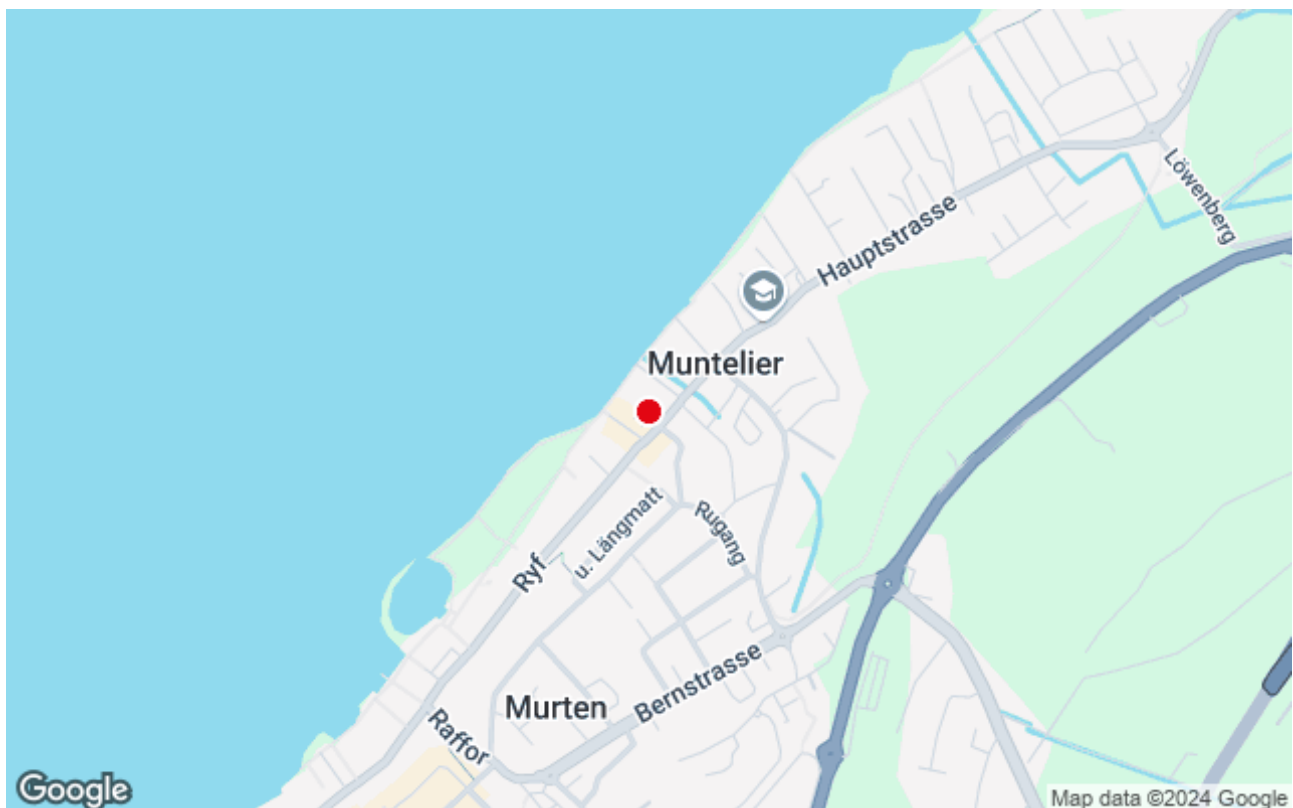 Löwenberg
Hauptstrasse
Muntelier
u. Längmatt
Rugang
Ryf
Bernstrasse
Murten
Raffor
Google
Map data ©2024 Google